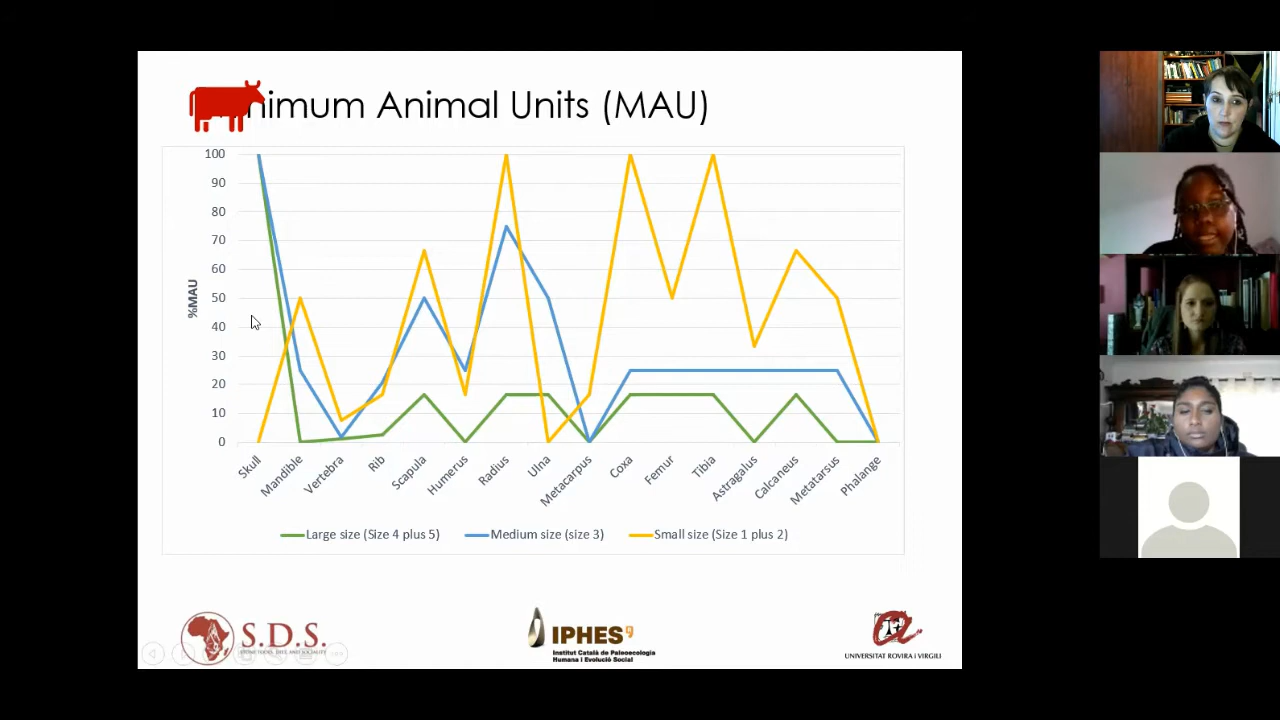 nimum Animal Units (MAU)
100
90
80
70
60
50
40
30
20
10
0
%MAU
Skull
Mandible
Vertebra
Rib
Scapula
Humerus
Radius
Ulna
Metacarpus
Coxa
Femur
Tibia
Astragalus
Calcaneus
Metatarsus
Phalange
Large size (Size 4 plus 5)
Medium size (size 3)
Small size (Size 1 plus 2)
S.D.S.
IPHES
Institut Català de Paleoecologia
Humana i Evolució Social
UNIVERSITAT ROVIRA i VIRGILI